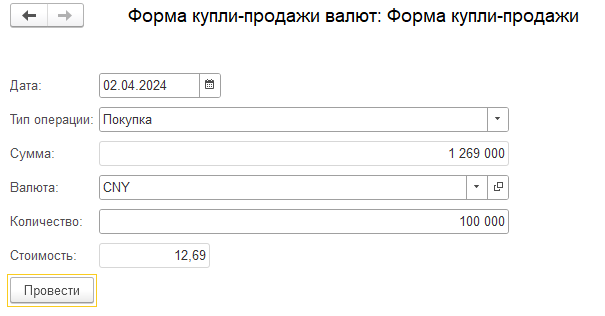 Форма купли-продажи валют: Форма купли-продажи
Дата: 02.04.2024
Тип операции: Покупка
Сумма: 1 269 000
Валюта: CNY
Количество: 100 000
Стоимость: 12,69
Провести